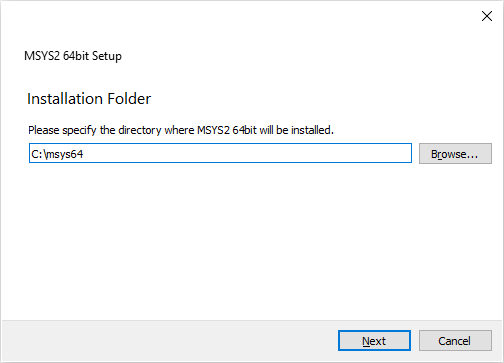 MSYS2 64bit Setup
Installation Folder
Please specify the directory where MSYS2 64bit will be installed.
C:\msys64
Browse...
Next
Cancel